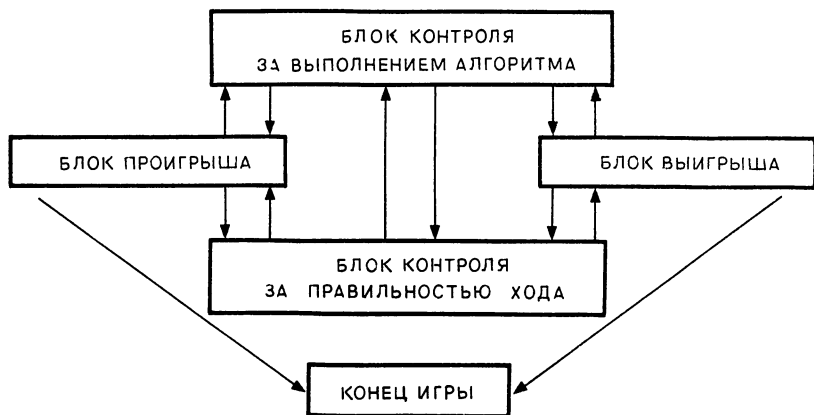 БЛОК КОНТРОЛЯ
ЗА ВЫПОЛНЕНИЕМ АЛГОРИТМА
БЛОК ПРОИГРЫША
БЛОК ВЫИГРЫША
БЛОК КОНТРОЛЯ
ЗА ПРАВИЛЬНОСТЬЮ ХОДА
КОНЕЦ ИГРЫ